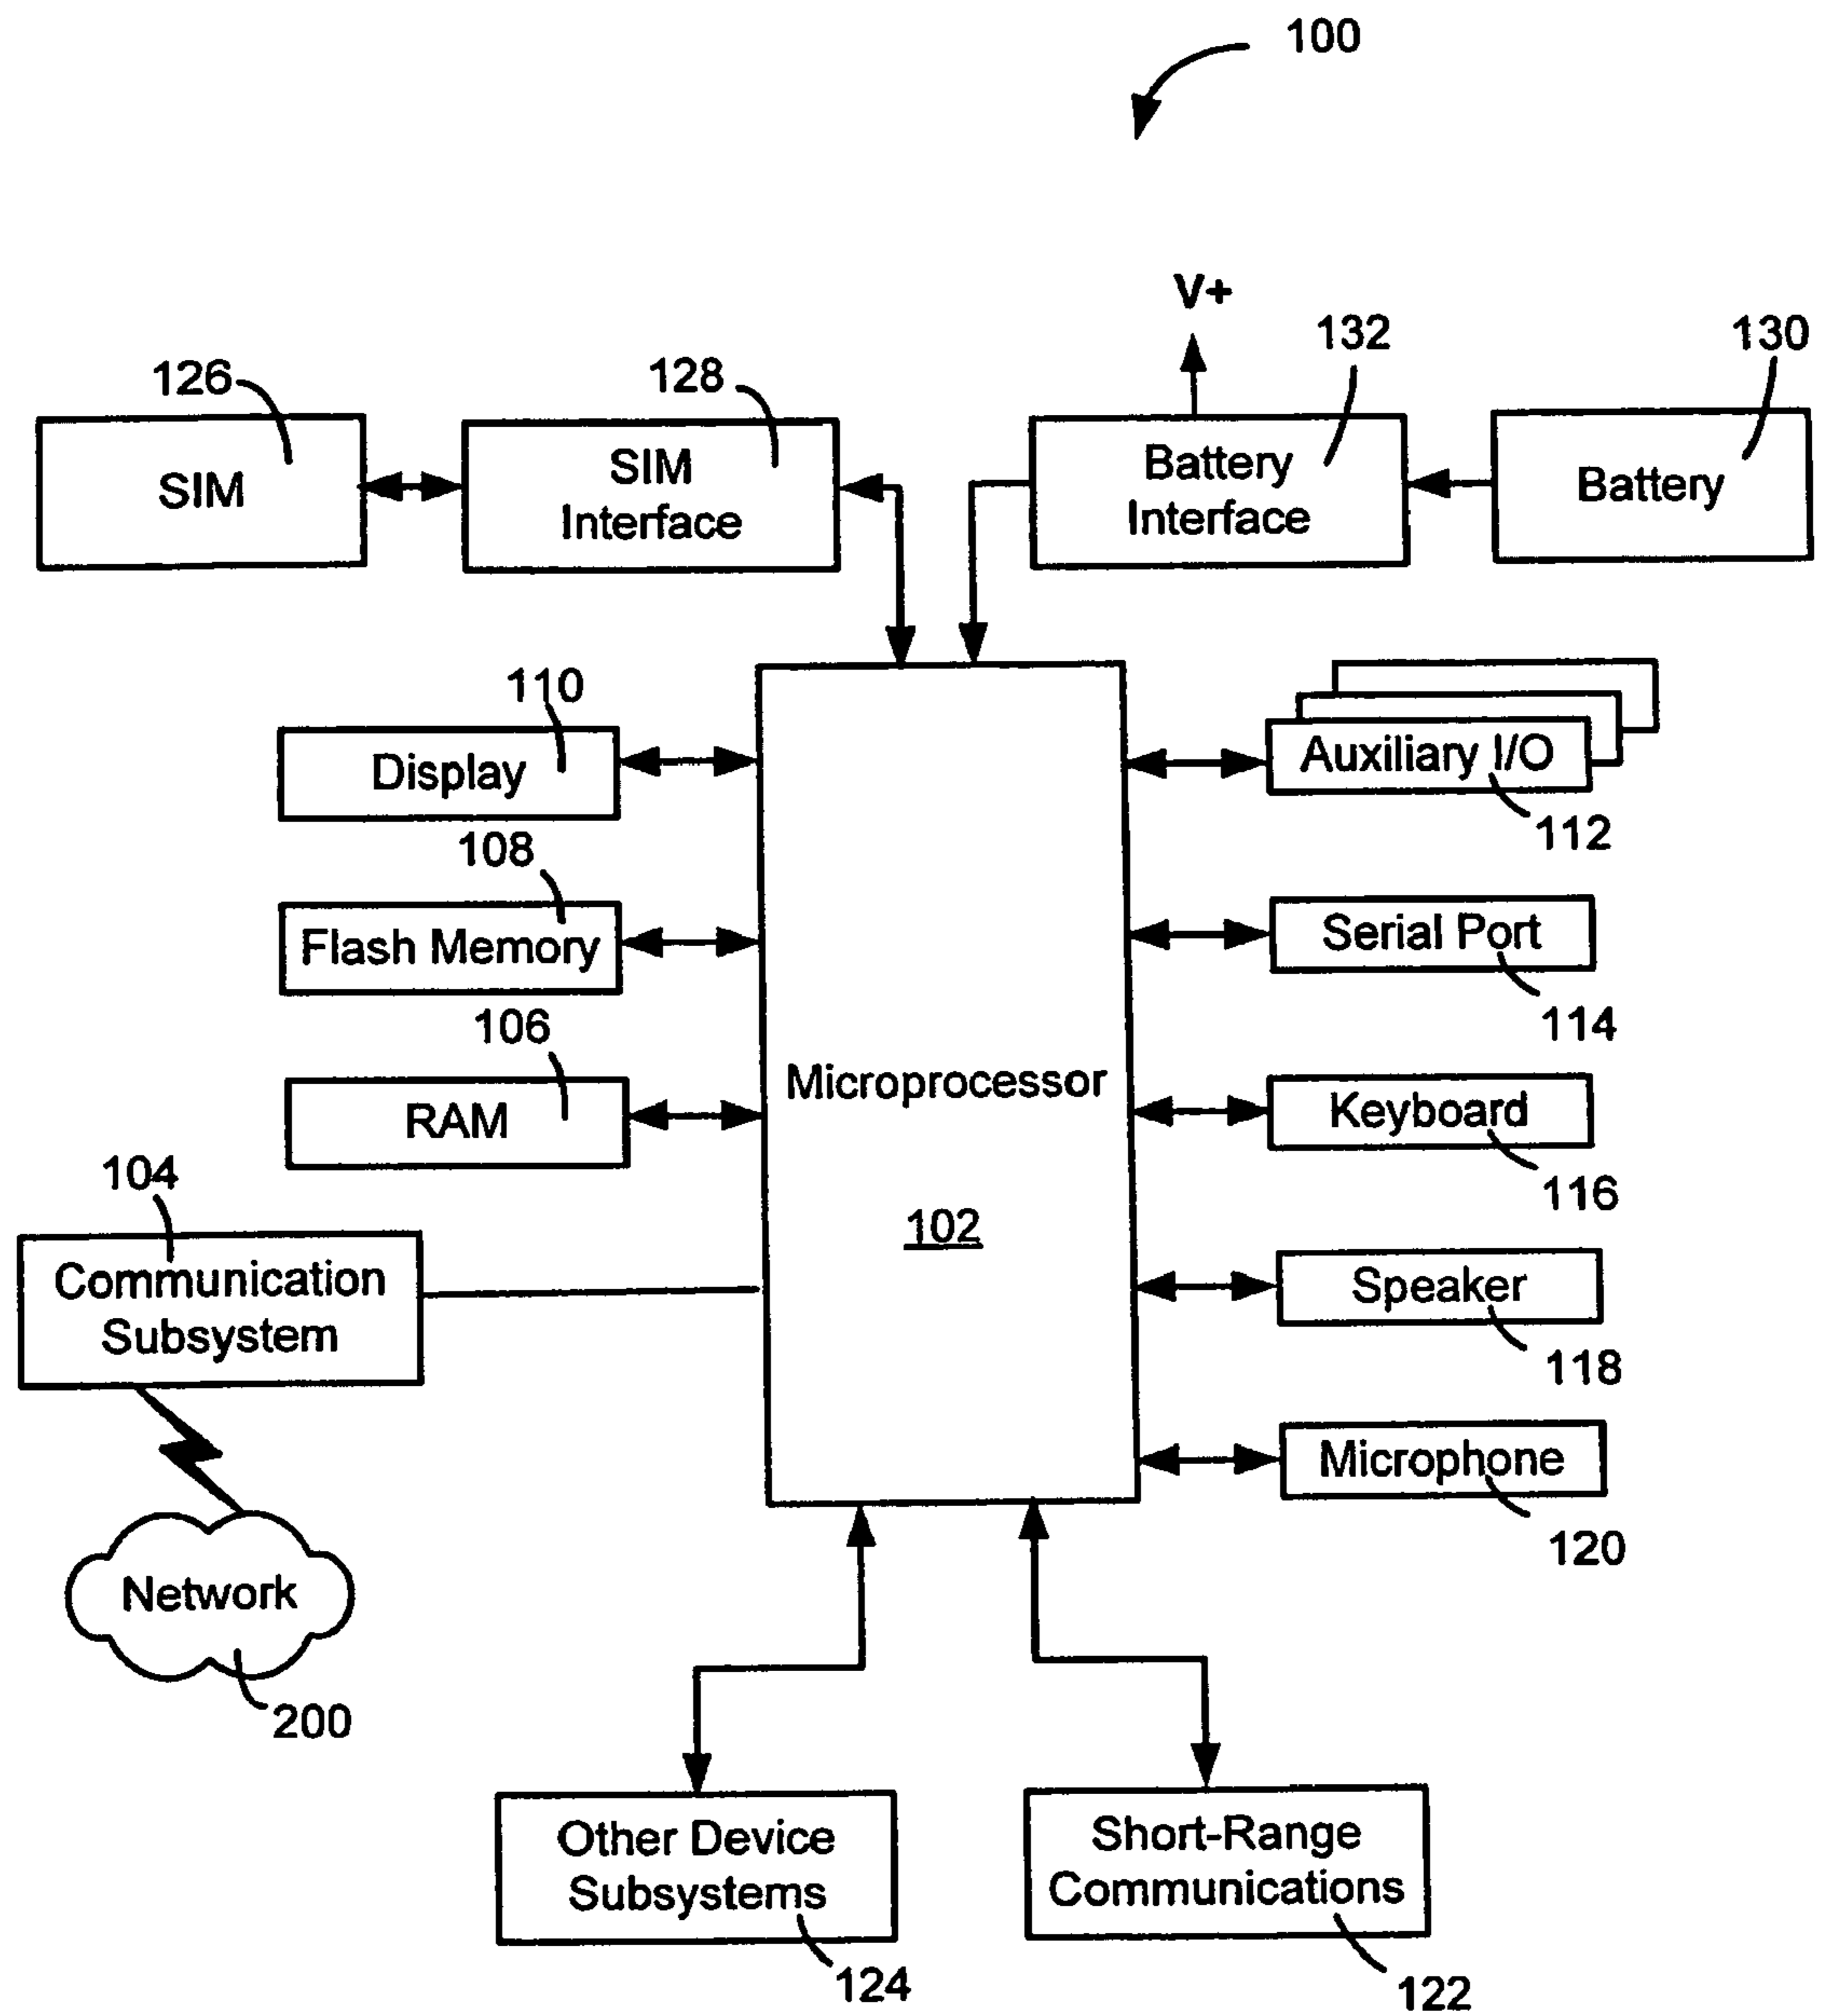 100
V+
132
130
126
128
SIM
SIM
Interface
Battery
Interface
Battery
110
Display
Auxiliary I/O
112
108
Flash Memory
Serial Port
114
106
RAM
Microprocessor
Keyboard
116
104
102
Communication
Subsystem
Speaker
118
Microphone
120
Network
200
Other Device
Subsystems
124
Short-Range
Communications
122